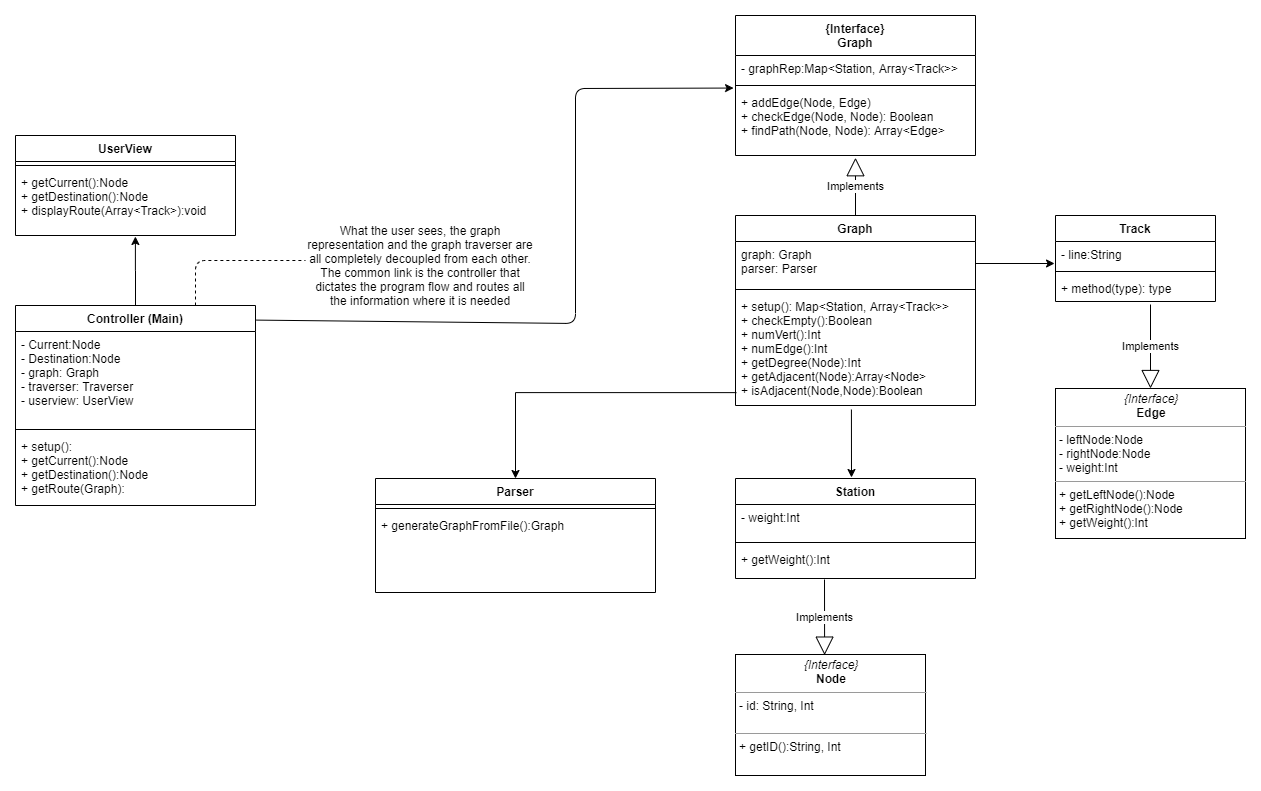 {Interface}
Graph
- graphRep:Map<Station, Array<Track>>
+ addEdge(Node, Edge)
+ checkEdge(Node, Node): Boolean
+ findPath(Node, Node): Array<Edge>
UserView
+ getCurrent():Node
+ getDestination():Node
+ displayRoute(Array<Track>):void
Implements
What the user sees, the graph
representation and the graph traverser are
all completely decoupled from each other.
The common link is the controller that
dictates the program flow and routes all
the information where it is needed
Graph
graph: Graph
parser: Parser
+ setup(): Map<Station, Array<Track>>
+ checkEmpty():Boolean
+ numVert():Int
+ numEdge():Int
+ getDegree(Node):Int
+ getAdjacent(Node):Array<Node>
+ isAdjacent(Node,Node):Boolean
Track
- line:String
+ method(type): type
Implements
Controller (Main)
- Current:Node
- Destination:Node
- graph: Graph
- traverser: Traverser
- userview: UserView
+ setup():
+ getCurrent():Node
+ getDestination():Node
+ getRoute(Graph):
{Interface}
Edge
- leftNode:Node
- rightNode:Node
- weight:Int
+ getLeftNode():Node
+ getRightNode():Node
+ getWeight():Int
Parser
+ generateGraphFromFile():Graph
Station
- weight:Int
+ getWeight():Int
Implements
{Interface}
Node
- id: String, Int
+ getID():String, Int